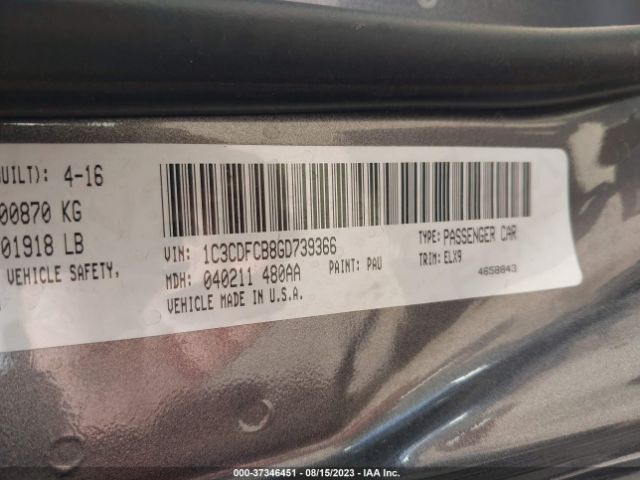 BUILT): 4-16
00870 KG
01918 LB
VEHICLE SAFETY,
VIN: 1C3CDFCB8GD739366
TYPE: PASSENGER CAR
MDH: 040211 480AA
PAINT: PAU
TRIM: ELX9
VEHICLE MADE IN U.S.A.
4658843
000-37346451 — 08/15/2023 — IAA Inc.